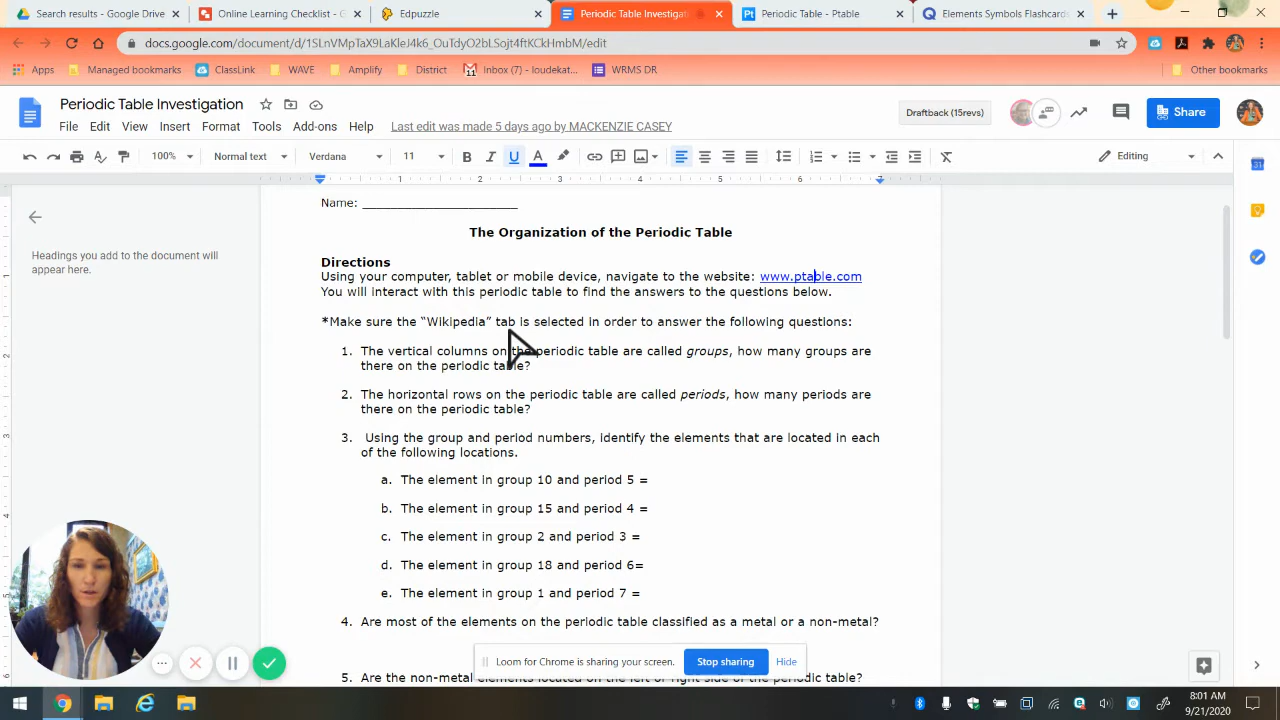 Search results - Google Drive
Online Learning Checklist - G
Edpuzzle
Periodic Table Investigat
Periodic Table - Ptable
Elements Symbols Flashcards
docs.google.com/document/d/1SLnVMpTaX9LaKleJ4k6_OuTdyO2bLSojt4ftKCkHmbM/edit
Apps Managed bookmarks ClassLink WAVE Amplify District Inbox (7) - loudekat... WRMS DR Other bookmarks
Periodic Table Investigation
Draftback (15revs)
Share
File Edit View Insert Format Tools Add-ons Help Last edit was made 5 days ago by MACKENZIE CASEY
100% Normal text Verdana 11 B I U A Editing
1 2 3 4 5 6 7
Headings you add to the document will
appear here.
Name: ______________________
The Organization of the Periodic Table
Directions
Using your computer, tablet or mobile device, navigate to the website: www.ptable.com
You will interact with this periodic table to find the answers to the questions below.
*Make sure the “Wikipedia” tab is selected in order to answer the following questions:
1. The vertical columns on the periodic table are called groups, how many groups are
there on the periodic table?
2. The horizontal rows on the periodic table are called periods, how many periods are
there on the periodic table?
3. Using the group and period numbers, identify the elements that are located in each
of the following locations.
a. The element in group 10 and period 5 =
b. The element in group 15 and period 4 =
c. The element in group 2 and period 3 =
d. The element in group 18 and period 6=
e. The element in group 1 and period 7 =
4. Are most of the elements on the periodic table classified as a metal or a non-metal?
Loom for Chrome is sharing your screen. Stop sharing Hide
5. Are the non-metal elements located on the left or right side of the periodic table?
8:01 AM
9/21/2020